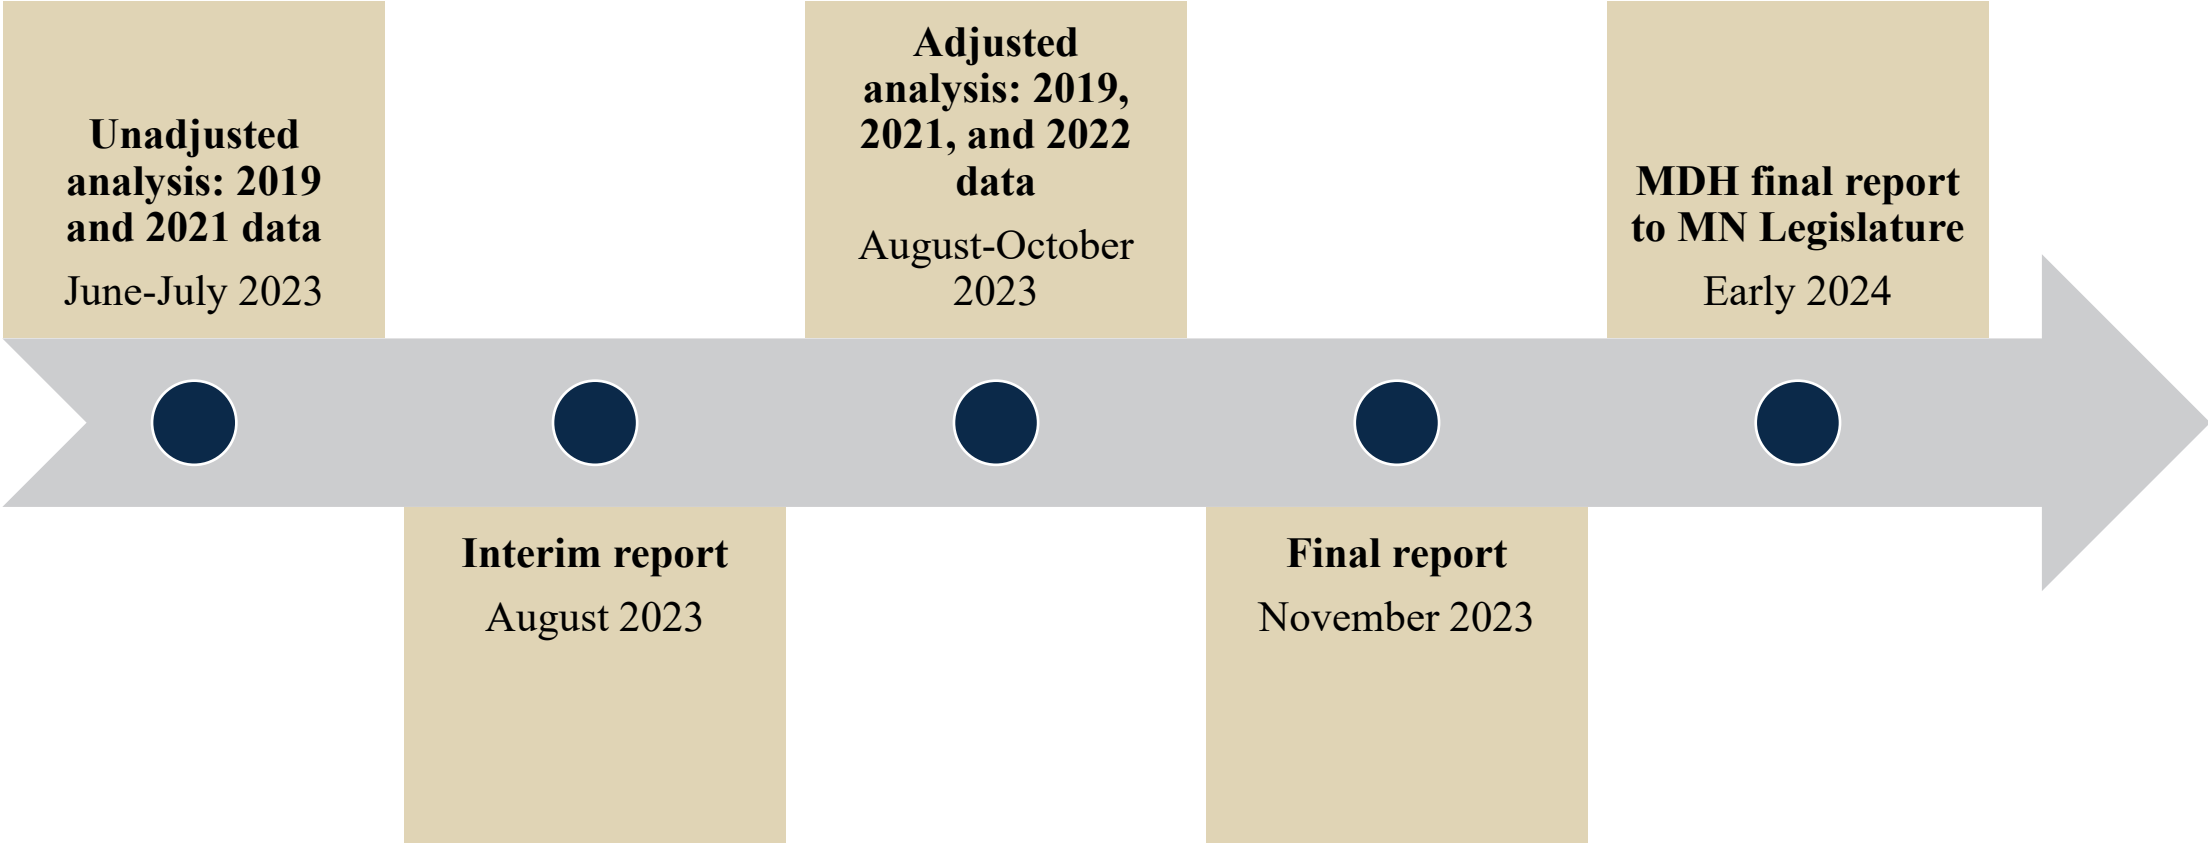 Unadjusted
analysis: 2019
and 2021 data
June-July 2023
Interim report
August 2023
Adjusted
analysis: 2019,
2021, and 2022
data
August-October
2023
Final report
November 2023
MDH final report
to MN Legislature
Early 2024